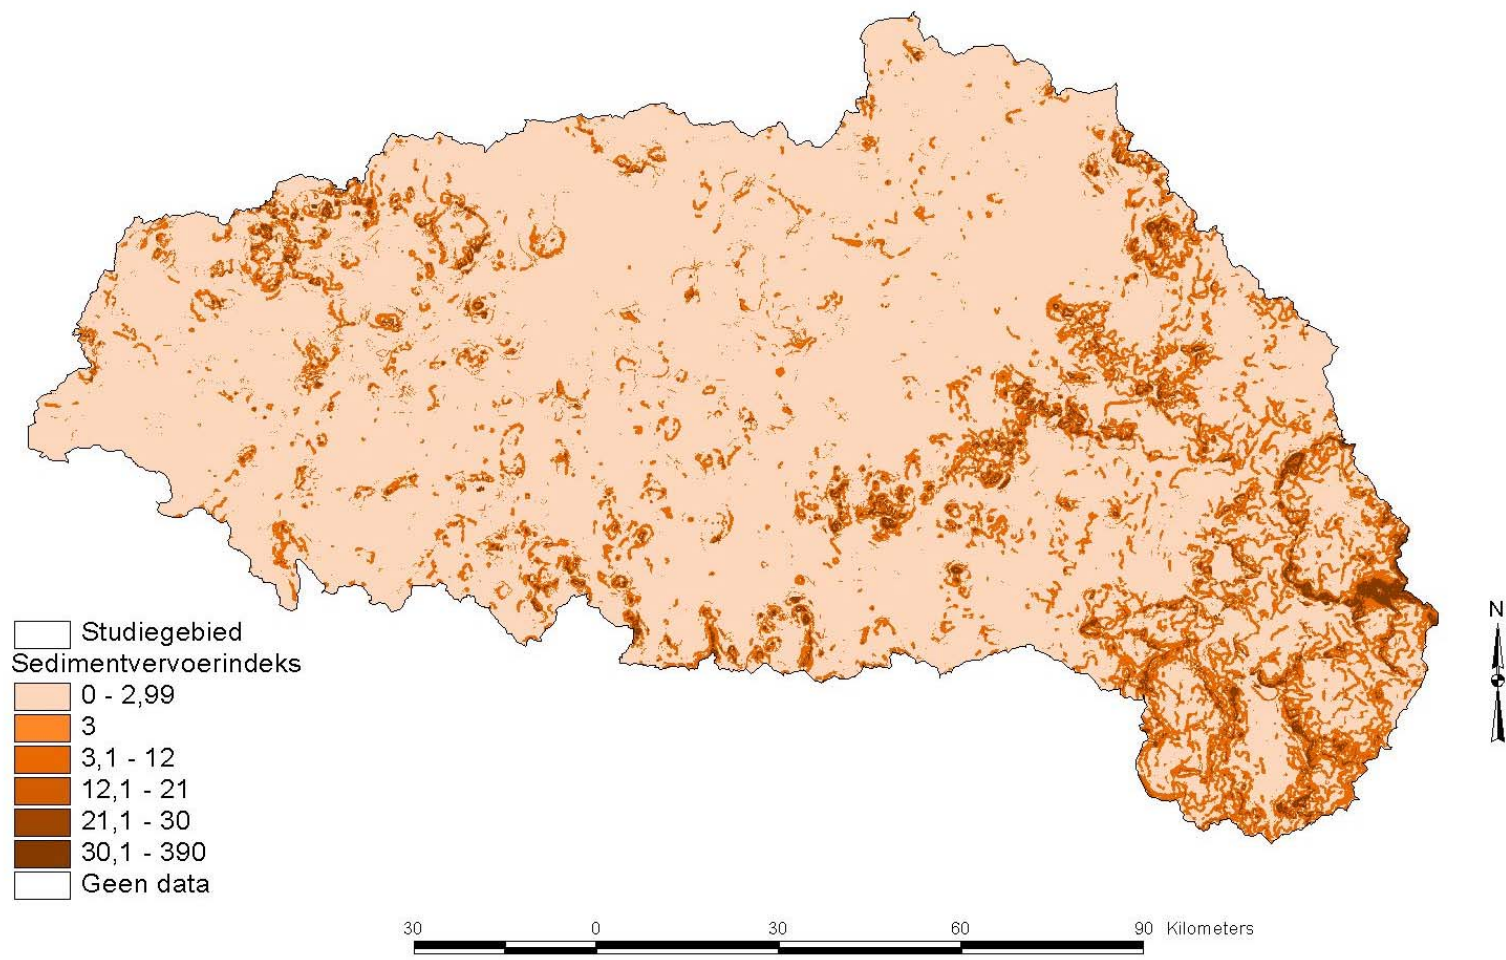 N
Studiegebied
Sedimentvervoerindeks
0 - 2,99
3
3,1 - 12
12,1 - 21
21,1 - 30
30,1 - 390
Geen data
30 0 30 60 90 Kilometers